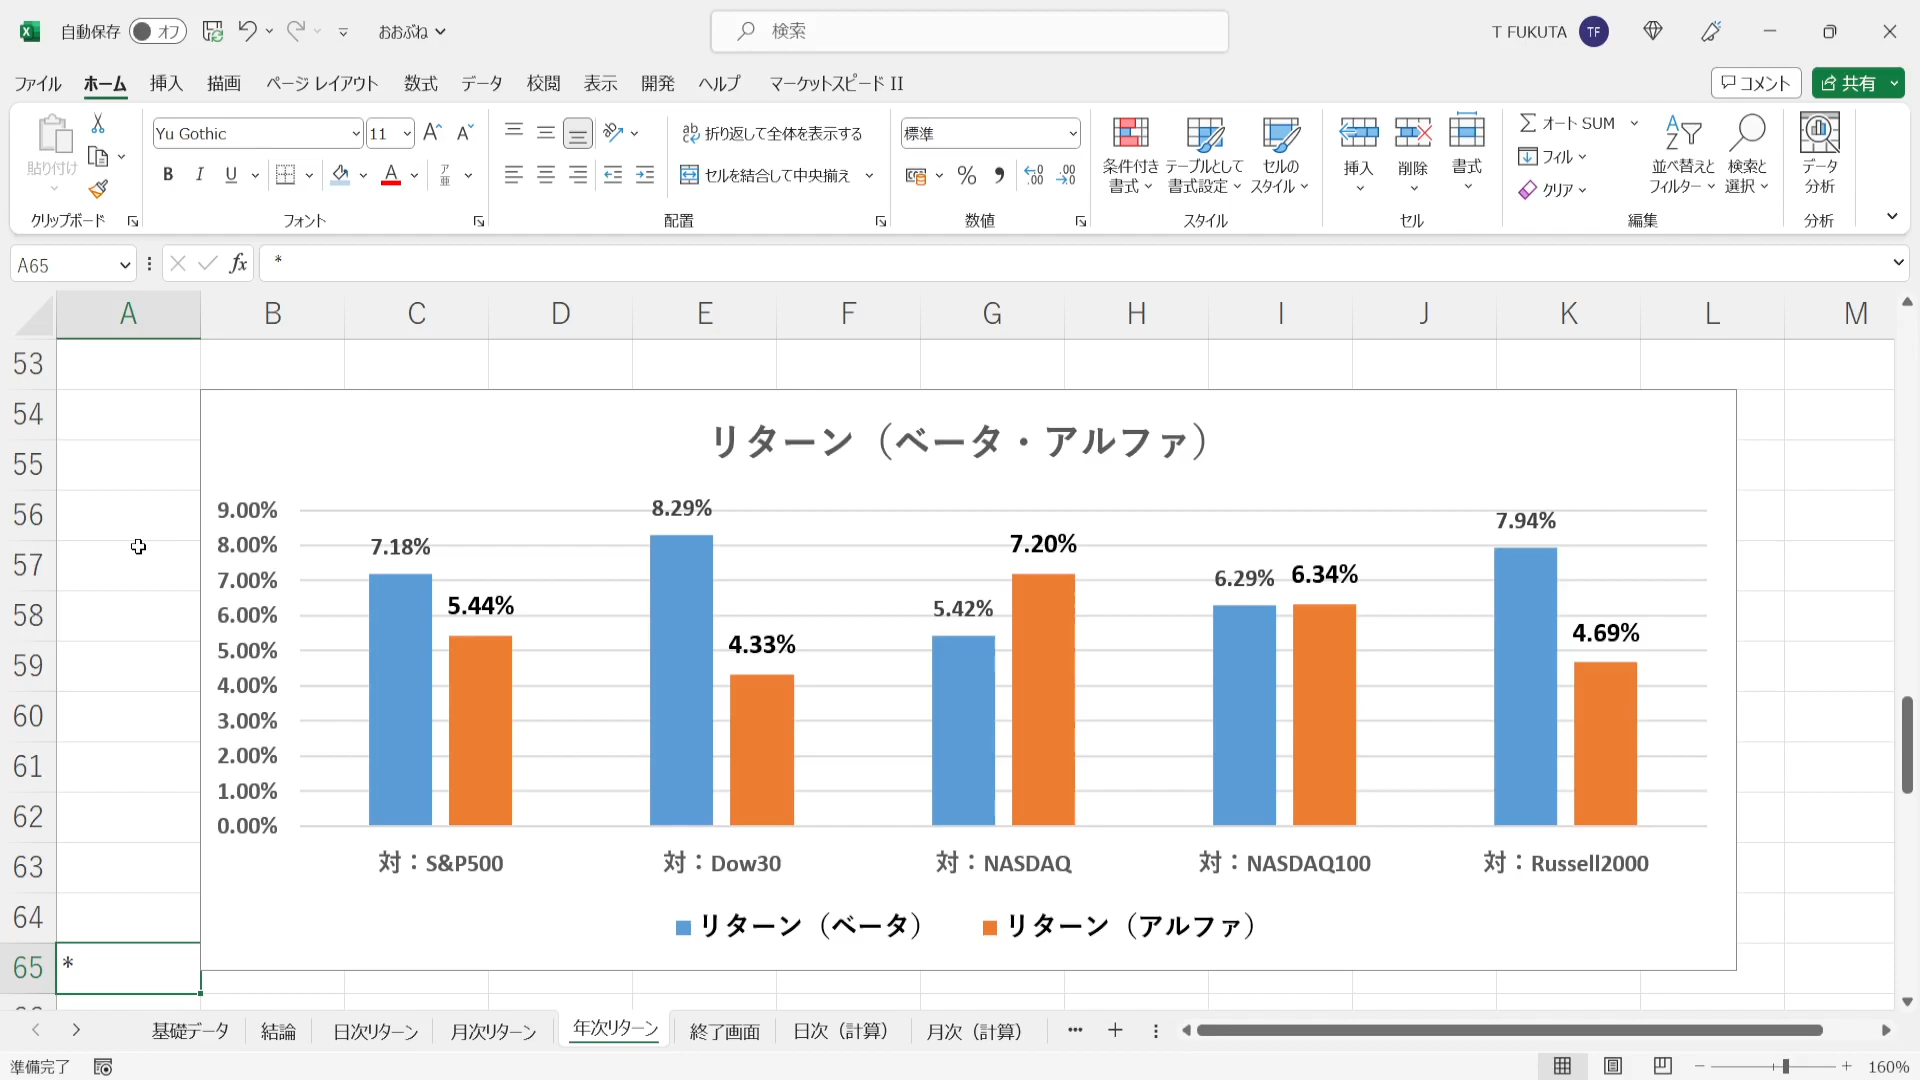 自動保存 オフ おおぶね 検索 T FUKUTA TF
ファイル ホーム 挿入 描画 ページ レイアウト 数式 データ 校閲 表示 開発 ヘルプ マーケットスピード II コメント 共有
貼り付け
クリップボード
Yu Gothic 11
B I U A ア亜
フォント
ab 折り返して全体を表示する
セルを結合して中央揃え
配置
標準
% 9 .00
数値
条件付き書式
テーブルとして書式設定
セルのスタイル
スタイル
挿入 削除 書式
セル
Σ オート SUM
フィル
クリア
並べ替えとフィルター
検索と選択
編集
データ分析
分析
A65 fx *
A B C D E F G H I J K L M
53
54
55
56
57
58
59
60
61
62
63
64
65 *
リターン（ベータ・アルファ）
9.00%
8.00%
7.00%
6.00%
5.00%
4.00%
3.00%
2.00%
1.00%
0.00%
7.18% 5.44%
8.29% 4.33%
5.42% 7.20%
6.29% 6.34%
7.94% 4.69%
対：S&P500 対：Dow30 対：NASDAQ 対：NASDAQ100 対：Russell2000
リターン（ベータ） リターン（アルファ）
基礎データ 結論 日次リターン 月次リターン 年次リターン 終了画面 日次（計算） 月次（計算） ...
準備完了 160%